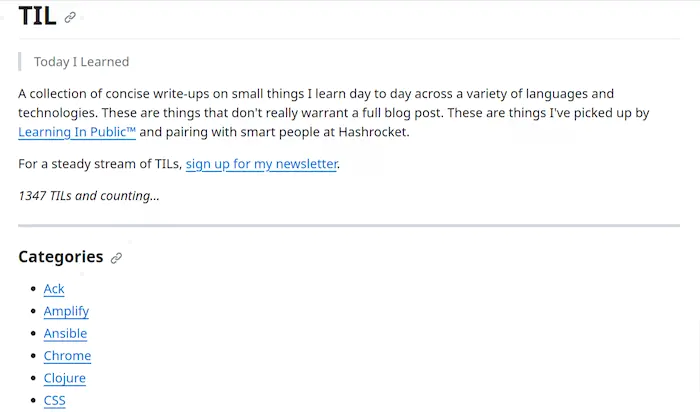 TIL
Today I Learned
A collection of concise write-ups on small things I learn day to day across a variety of languages and
technologies. These are things that don't really warrant a full blog post. These are things I've picked up by
Learning In Public™ and pairing with smart people at Hashrocket.
For a steady stream of TILs, sign up for my newsletter.
1347 TILs and counting...
Categories
Ack
Amplify
Ansible
Chrome
Clojure
CSS